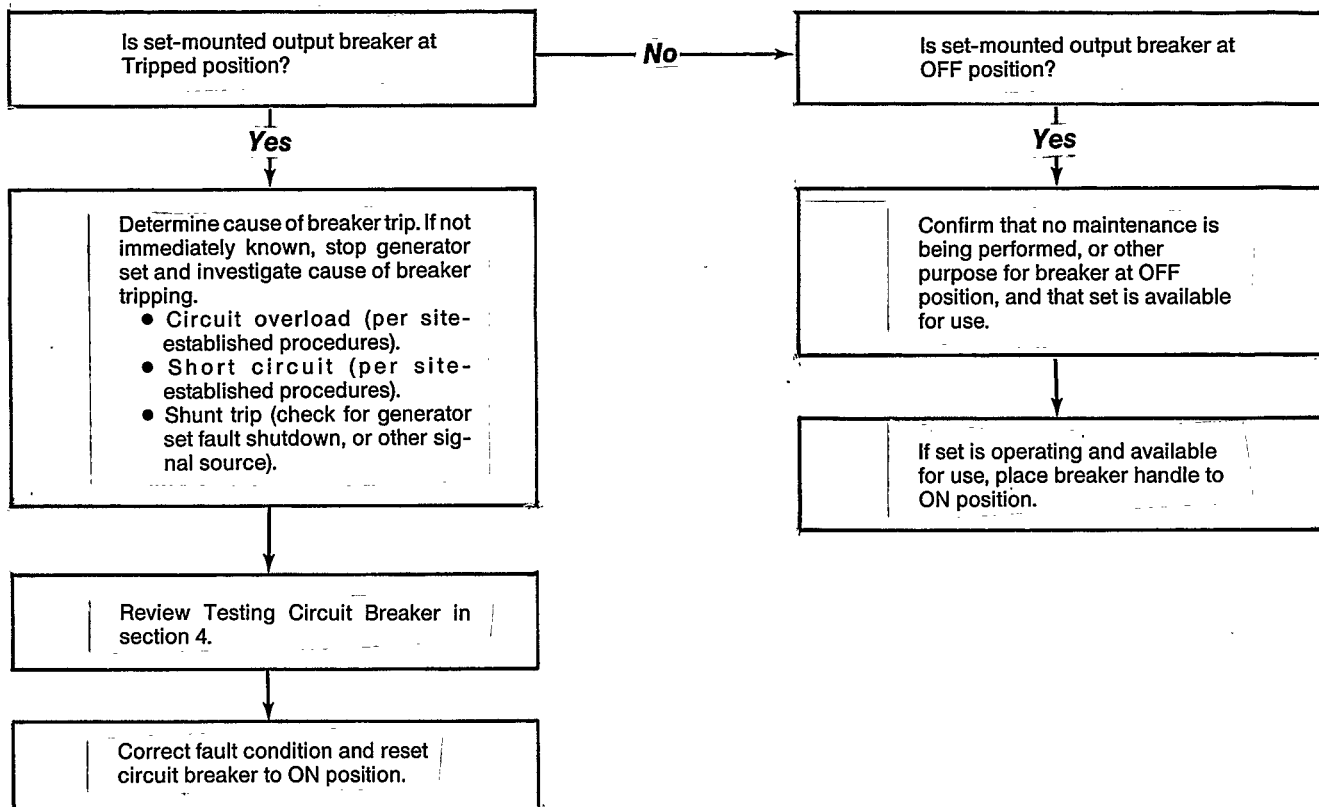 Is set-mounted output breaker at
Tripped position?
No
Is set-mounted output breaker at
OFF position?
Yes
Determine cause of breaker trip. If not
immediately known, stop generator
set and investigate cause of breaker
tripping.
● Circuit overload (per site-
established procedures).
● Short circuit (per site-
established procedures).
● Shunt trip (check for generator
set fault shutdown, or other sig-
nal source).
Review Testing Circuit Breaker in
section 4.
Correct fault condition and reset
circuit breaker to ON position.
Yes
Confirm that no maintenance is
being performed, or other
purpose for breaker at OFF
position, and that set is available
for use.
If set is operating and available
for use, place breaker handle to
ON position.